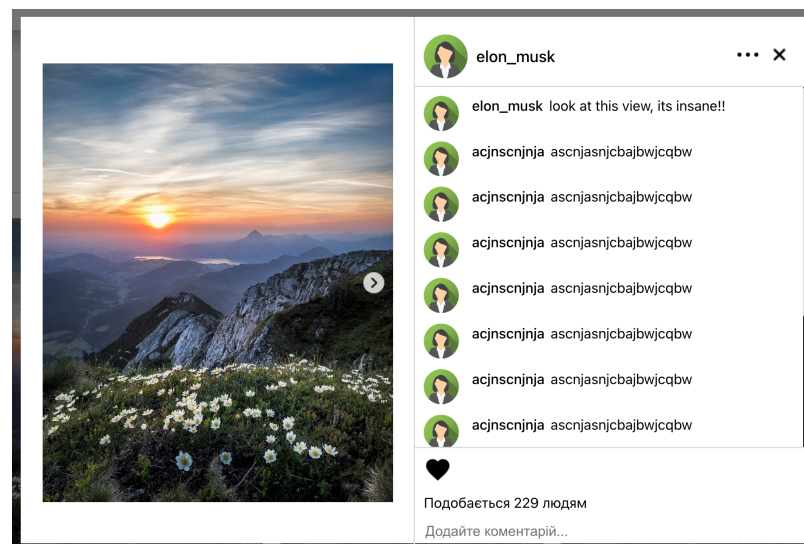 elon_musk
elon_musk look at this view, its insane!!
acjnscnjnja ascnjasnjcbajbwjcqbw
acjnscnjnja ascnjasnjcbajbwjcqbw
acjnscnjnja ascnjasnjcbajbwjcqbw
acjnscnjnja ascnjasnjcbajbwjcqbw
acjnscnjnja ascnjasnjcbajbwjcqbw
acjnscnjnja ascnjasnjcbajbwjcqbw
acjnscnjnja ascnjasnjcbajbwjcqbw
Подобається 229 людям
Додайте коментарій...